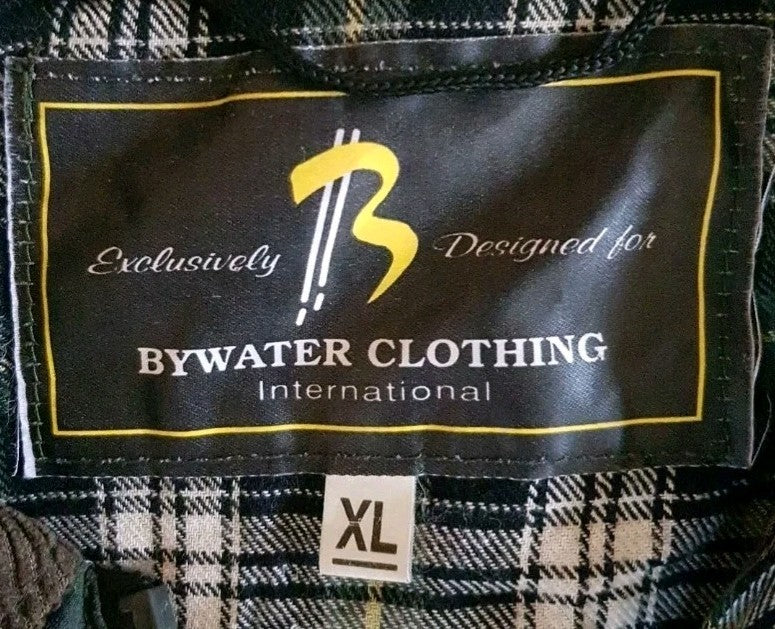 Exclusively B Designed for
BYWATER CLOTHING
International
XL